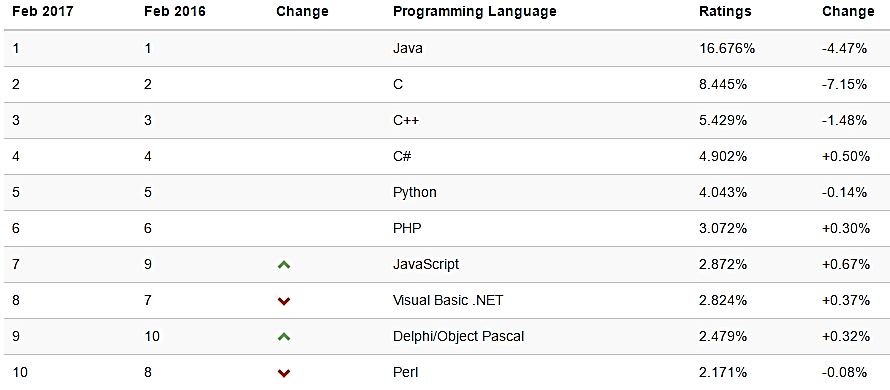 Feb 2017 Feb 2016 Change Programming Language Ratings Change
1 1 Java 16.676% -4.47%
2 2 C 8.445% -7.15%
3 3 C++ 5.429% -1.48%
4 4 C# 4.902% +0.50%
5 5 Python 4.043% -0.14%
6 6 PHP 3.072% +0.30%
7 9 JavaScript 2.872% +0.67%
8 7 Visual Basic .NET 2.824% +0.37%
9 10 Delphi/Object Pascal 2.479% +0.32%
10 8 Perl 2.171% -0.08%